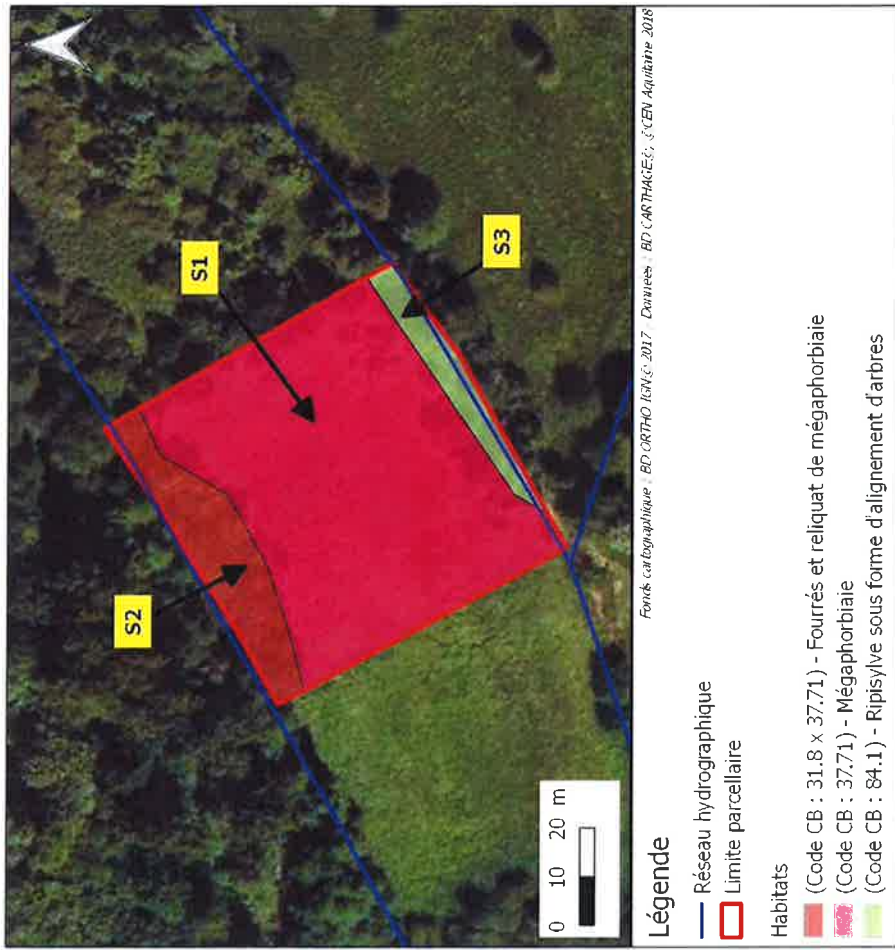 S1
S2
S3
0 10 20 m
Fonds cartographique : BD ORTHO IGN© 2017 - Données : BD CARTHAGE©, ©CEN Aquitaine 2018
Légende
Réseau hydrographique
Limite parcellaire
Habitats
(Code CB : 31.8 x 37.71) - Fourrés et reliquat de mégaphorbiaie
(Code CB : 37.71) - Mégaphorbiaie
(Code CB : 84.1) - Ripisylve sous forme d'alignement d'arbres